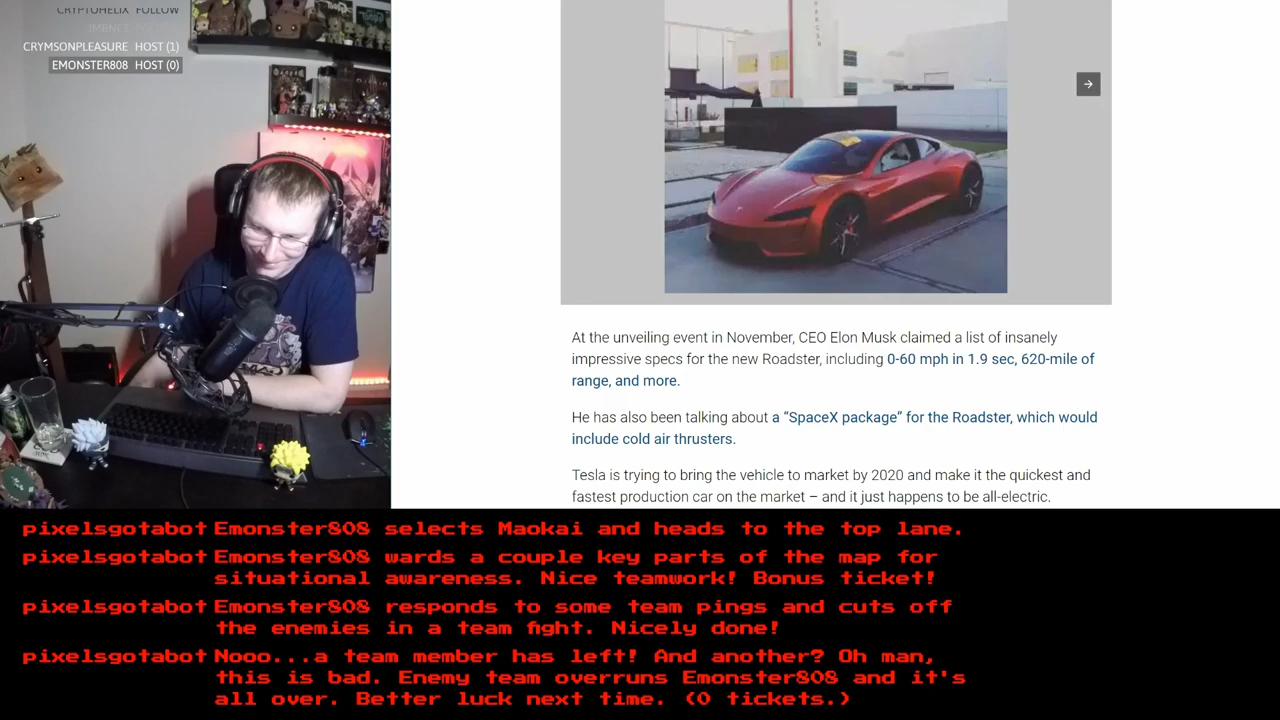 CRYPTOHELIX FOLLOW
CRYMSONPLEASURE HOST (1)
EMONSTER808 HOST (0)
At the unveiling event in November, CEO Elon Musk claimed a list of insanely
impressive specs for the new Roadster, including 0-60 mph in 1.9 sec, 620-mile of
range, and more.
He has also been talking about a “SpaceX package” for the Roadster, which would
include cold air thrusters.
Tesla is trying to bring the vehicle to market by 2020 and make it the quickest and
fastest production car on the market – and it just happens to be all-electric.
pixelsgotabot Emonster808 selects Maokai and heads to the top lane.
pixelsgotabot Emonster808 wards a couple key parts of the map for
situational awareness. Nice teamwork! Bonus ticket!
pixelsgotabot Emonster808 responds to some team pings and cuts off
the enemies in a team fight. Nicely done!
pixelsgotabot Nooo...a team member has left! And another? Oh man,
this is bad. Enemy team overruns Emonster808 and it's
all over. Better luck next time. (0 tickets.)